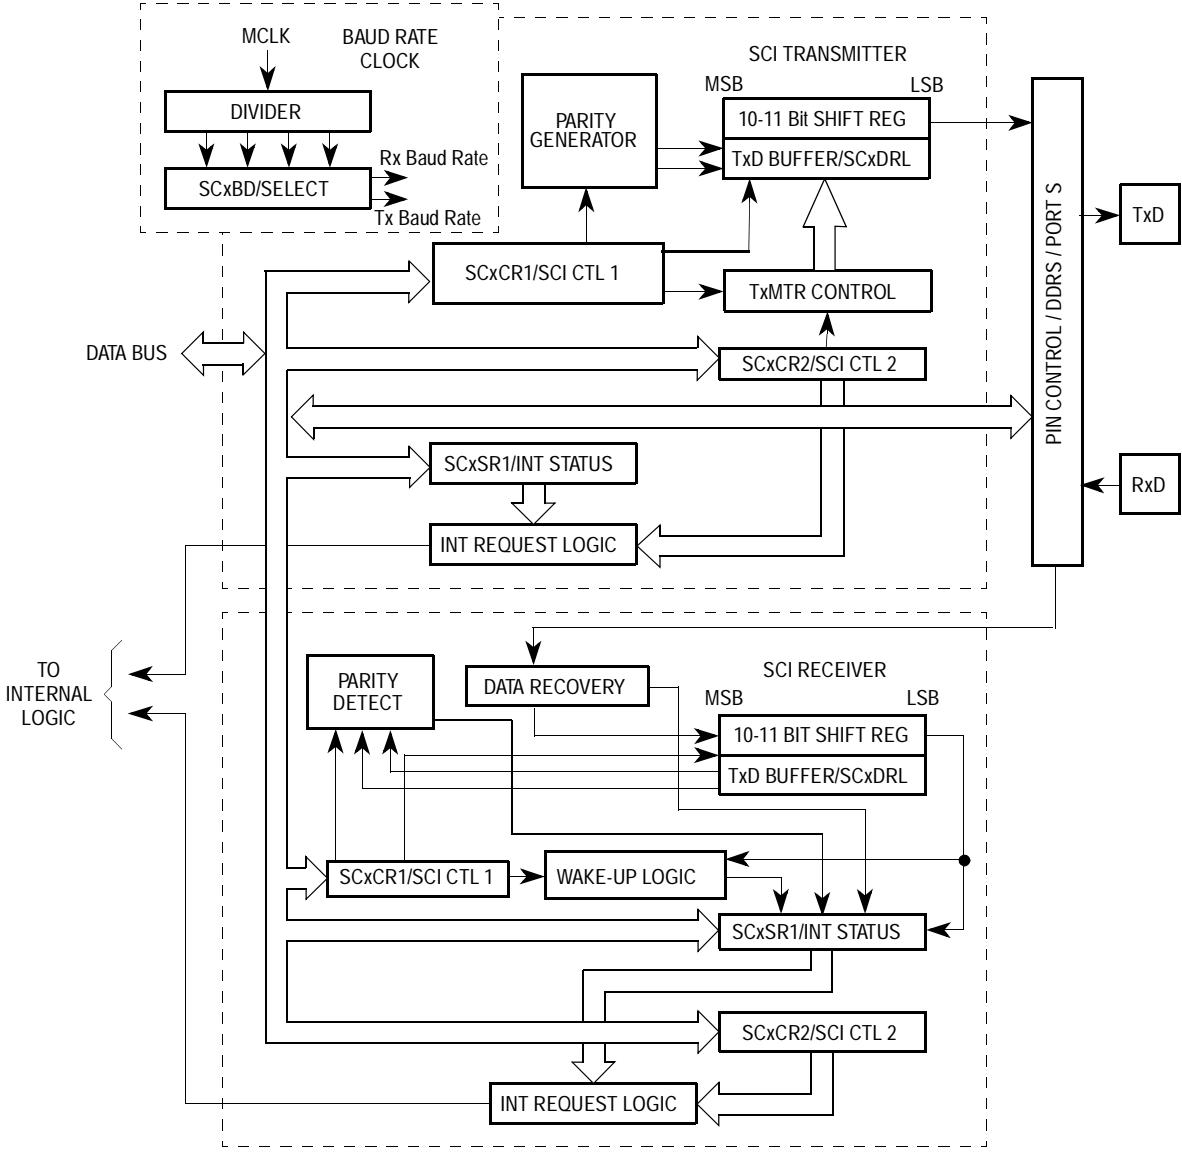 MCLK
BAUD RATE
CLOCK
DIVIDER
SCxBD/SELECT
Rx Baud Rate
Tx Baud Rate
SCI TRANSMITTER
MSB
LSB
PARITY
GENERATOR
10-11 Bit SHIFT REG
TxD BUFFER/SCxDRL
SCxCR1/SCI CTL 1
TxMTR CONTROL
DATA BUS
SCxCR2/SCI CTL 2
SCxSR1/INT STATUS
INT REQUEST LOGIC
PIN CONTROL / DDRS / PORT S
TxD
RxD
TO
INTERNAL
LOGIC
PARITY
DETECT
DATA RECOVERY
SCI RECEIVER
MSB
LSB
10-11 BIT SHIFT REG
TxD BUFFER/SCxDRL
SCxCR1/SCI CTL 1
WAKE-UP LOGIC
SCxSR1/INT STATUS
SCxCR2/SCI CTL 2
INT REQUEST LOGIC